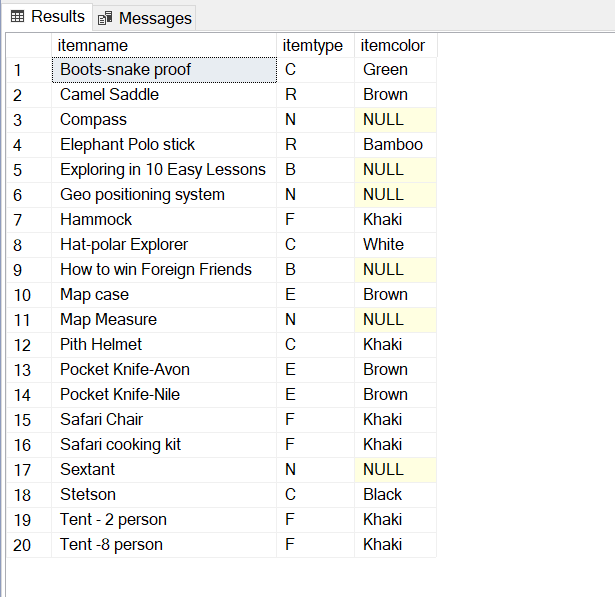 Results Messages
itemname itemtype itemcolor
1 Boots-snake proof C Green
2 Camel Saddle R Brown
3 Compass N NULL
4 Elephant Polo stick R Bamboo
5 Exploring in 10 Easy Lessons B NULL
6 Geo positioning system N NULL
7 Hammock F Khaki
8 Hat-polar Explorer C White
9 How to win Foreign Friends B NULL
10 Map case E Brown
11 Map Measure N NULL
12 Pith Helmet C Khaki
13 Pocket Knife-Avon E Brown
14 Pocket Knife-Nile E Brown
15 Safari Chair F Khaki
16 Safari cooking kit F Khaki
17 Sextant N NULL
18 Stetson C Black
19 Tent - 2 person F Khaki
20 Tent -8 person F Khaki